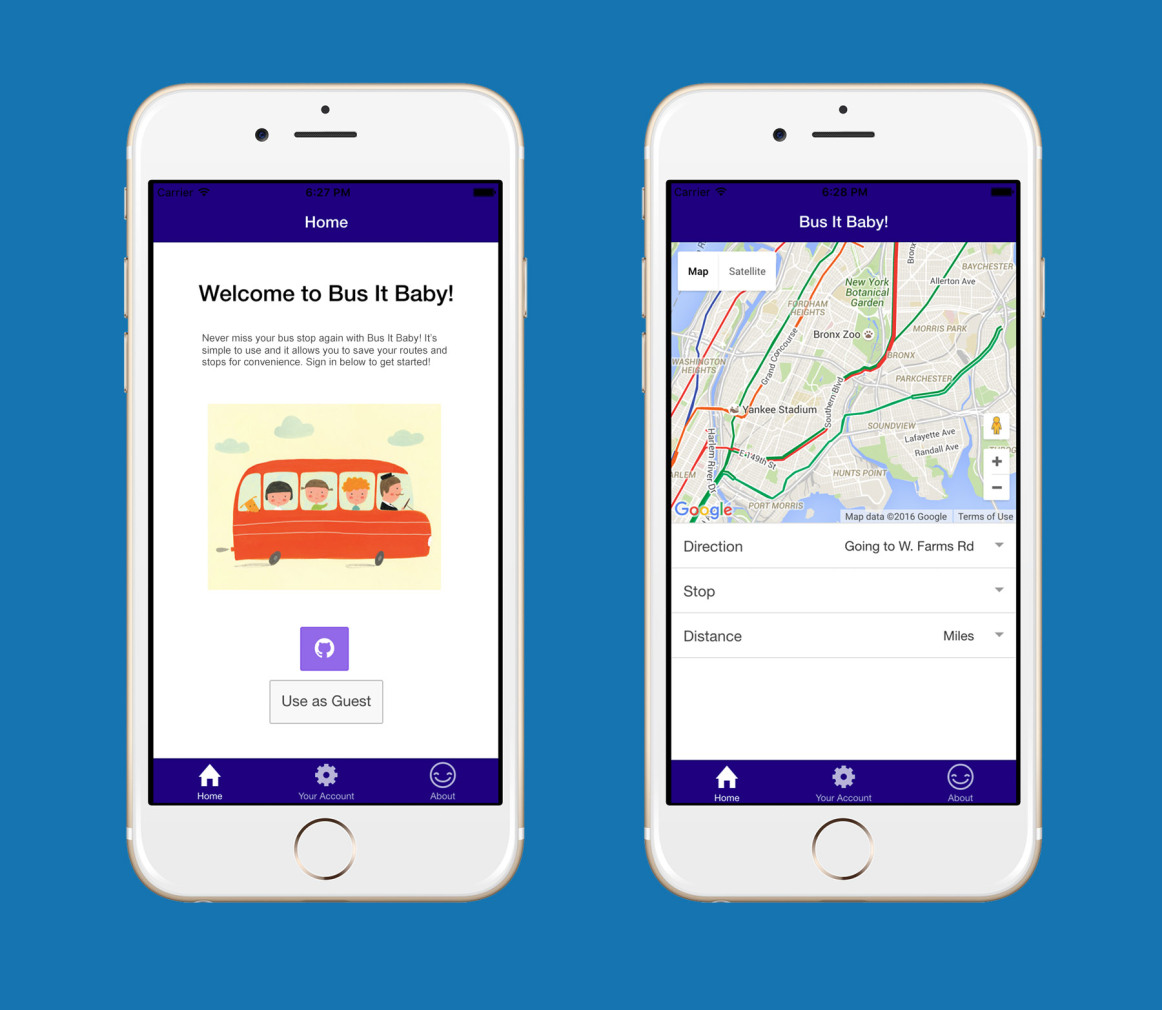 Carrier 6:27 PM
Home
Welcome to Bus It Baby!
Never miss your bus stop again with Bus It Baby! It's
simple to use and it allows you to save your routes and
stops for convenience. Sign in below to get started!
Use as Guest
Home Your Account About
Carrier 6:28 PM
Bus It Baby!
Map Satellite
New York
Botanical
Garden
BAYCHESTER
Allerton Ave
FORDHAM
HEIGHTS
Bronx Zoo
MORRIS PARK
BRONX
WASHINGTON
HEIGHTS
Grand Concourse
PARKCHESTER
Yankee Stadium
Southern Blvd
SOUNDVIEW
Lafayette Ave
Randall Ave
Harlem River Dr
E 149th St
HUNTS POINT
PORT MORRIS
Google
Map data ©2016 Google Terms of Use
Direction Going to W. Farms Rd
Stop
Distance Miles
Home Your Account About